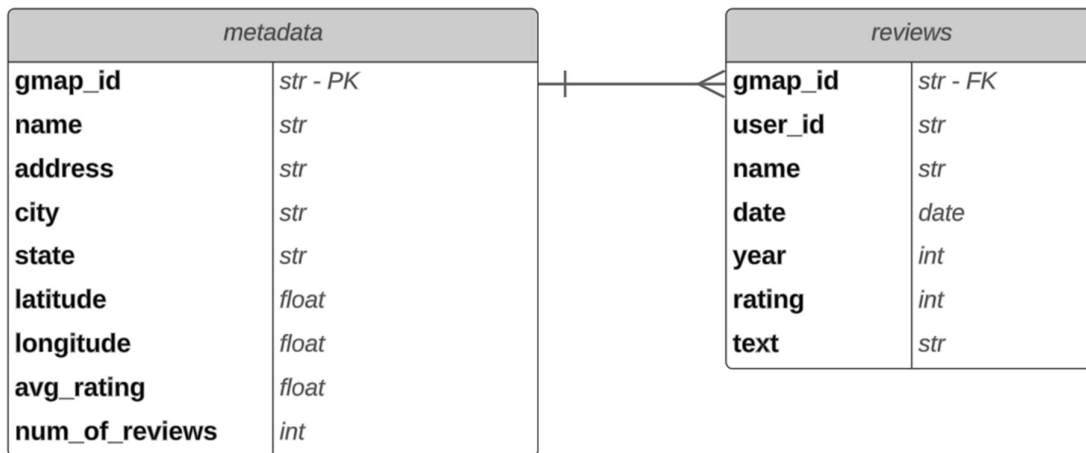 metadata
gmap_id str - PK
name str
address str
city str
state str
latitude float
longitude float
avg_rating float
num_of_reviews int
reviews
gmap_id str - FK
user_id str
name str
date date
year int
rating int
text str